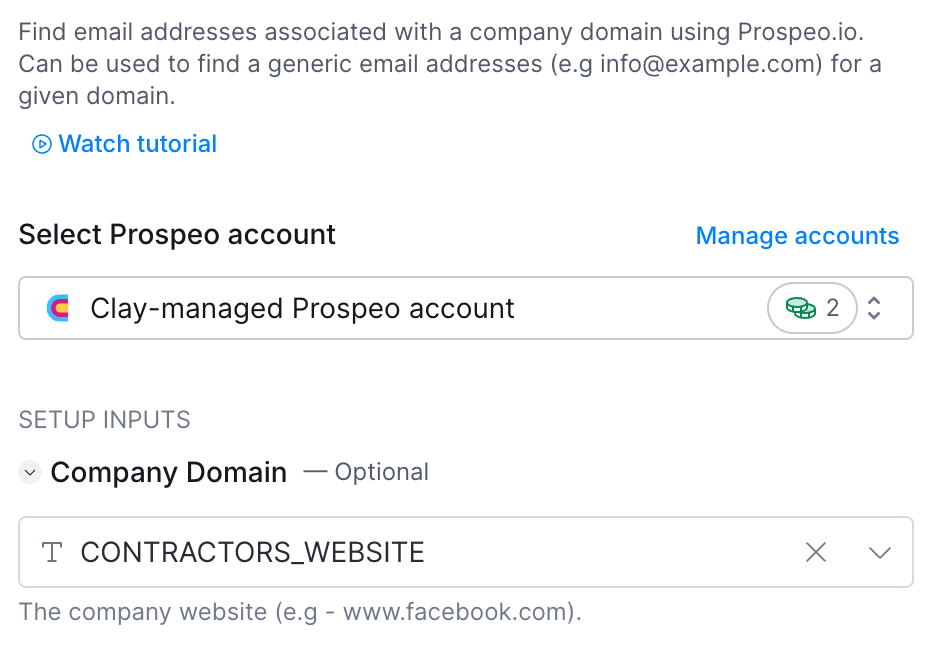 Find email addresses associated with a company domain using Prospeo.io.
Can be used to find a generic email addresses (e.g info@example.com) for a
given domain.
Watch tutorial
Select Prospeo account
Manage accounts
Clay-managed Prospeo account
2
SETUP INPUTS
Company Domain — Optional
CONTRACTORS_WEBSITE
The company website (e.g - www.facebook.com).